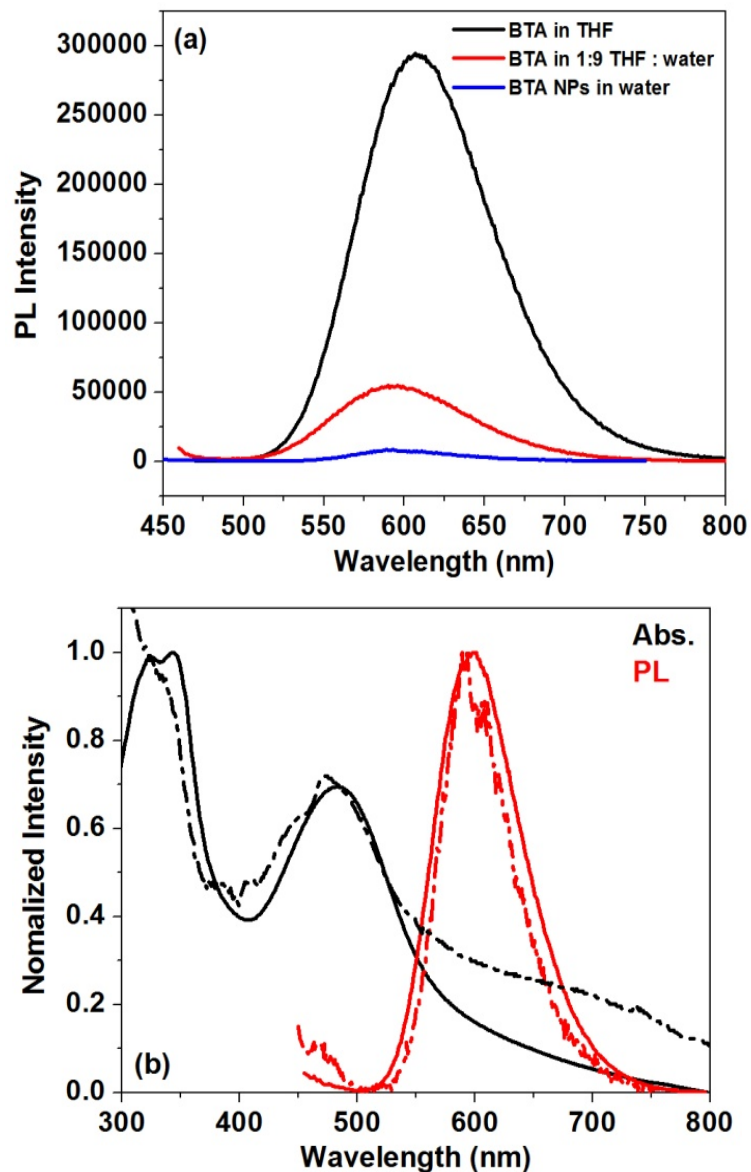 (a)
BTA in THF
BTA in 1:9 THF : water
BTA NPs in water
PL Intensity
300000
250000
200000
150000
100000
50000
0
450 500 550 600 650 700 750 800
Wavelength (nm)
Abs.
PL
Nomalized Intensity
1.0
0.8
0.6
0.4
0.2
0.0
(b)
300 400 500 600 700 800
Wavelength (nm)